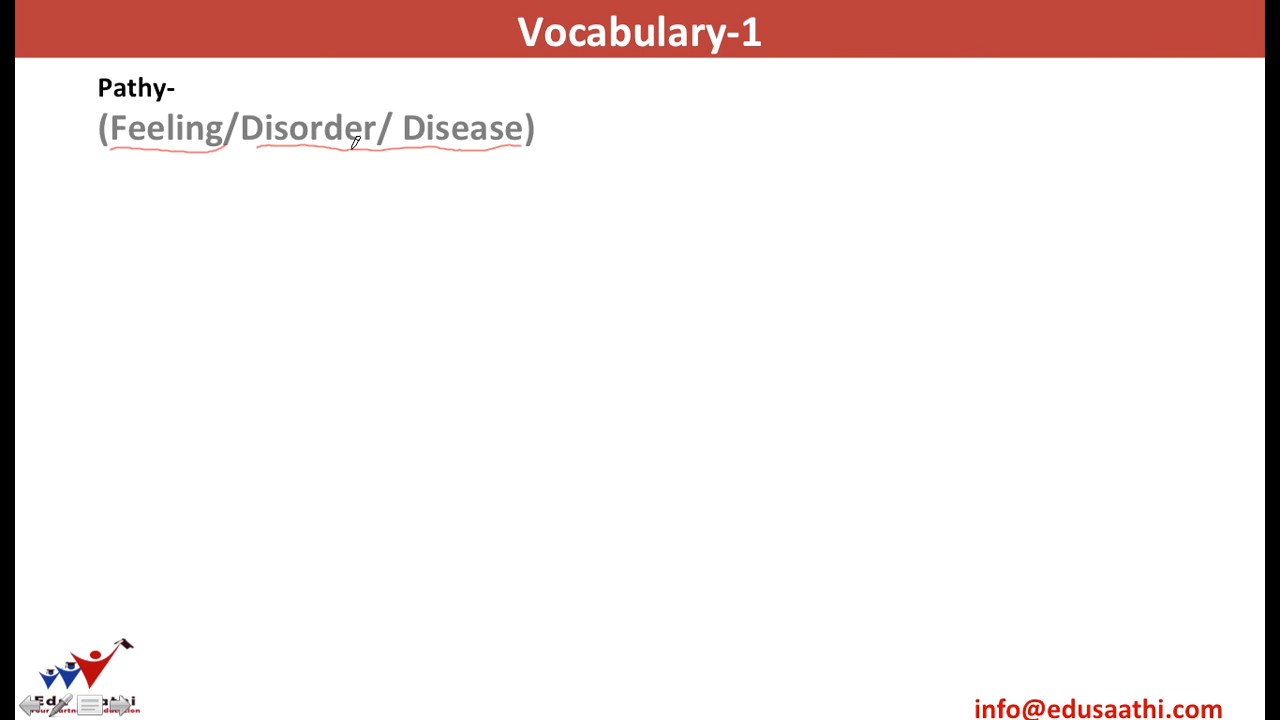 Vocabulary-1
Pathy-
(Feeling/Disorder/ Disease)
info@edusaathi.com